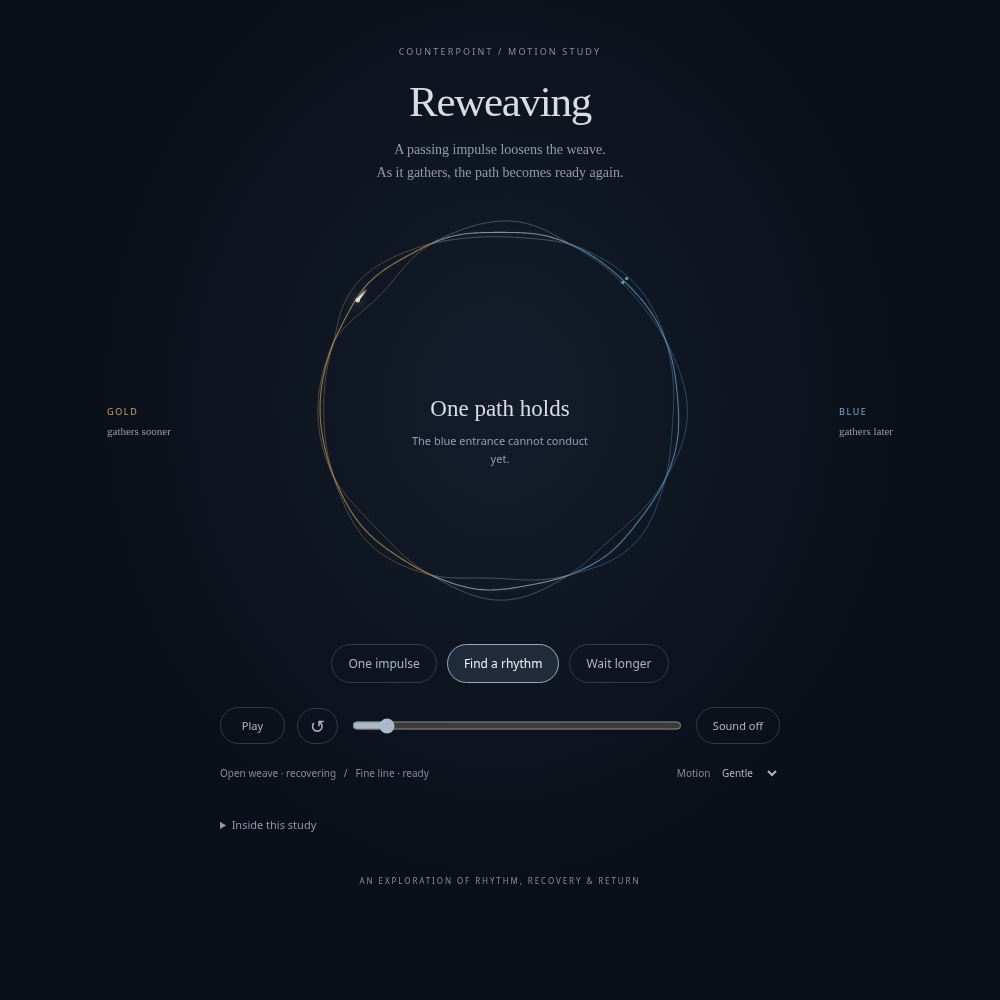 COUNTERPOINT / MOTION STUDY
Reweaving
A passing impulse loosens the weave.
As it gathers, the path becomes ready again.
One path holds
The blue entrance cannot conduct
yet.
GOLD
gathers sooner
BLUE
gathers later
One impulse
Find a rhythm
Wait longer
Play
↺
Sound off
Open weave · recovering / Fine line · ready
Motion Gentle
Inside this study
AN EXPLORATION OF RHYTHM, RECOVERY & RETURN